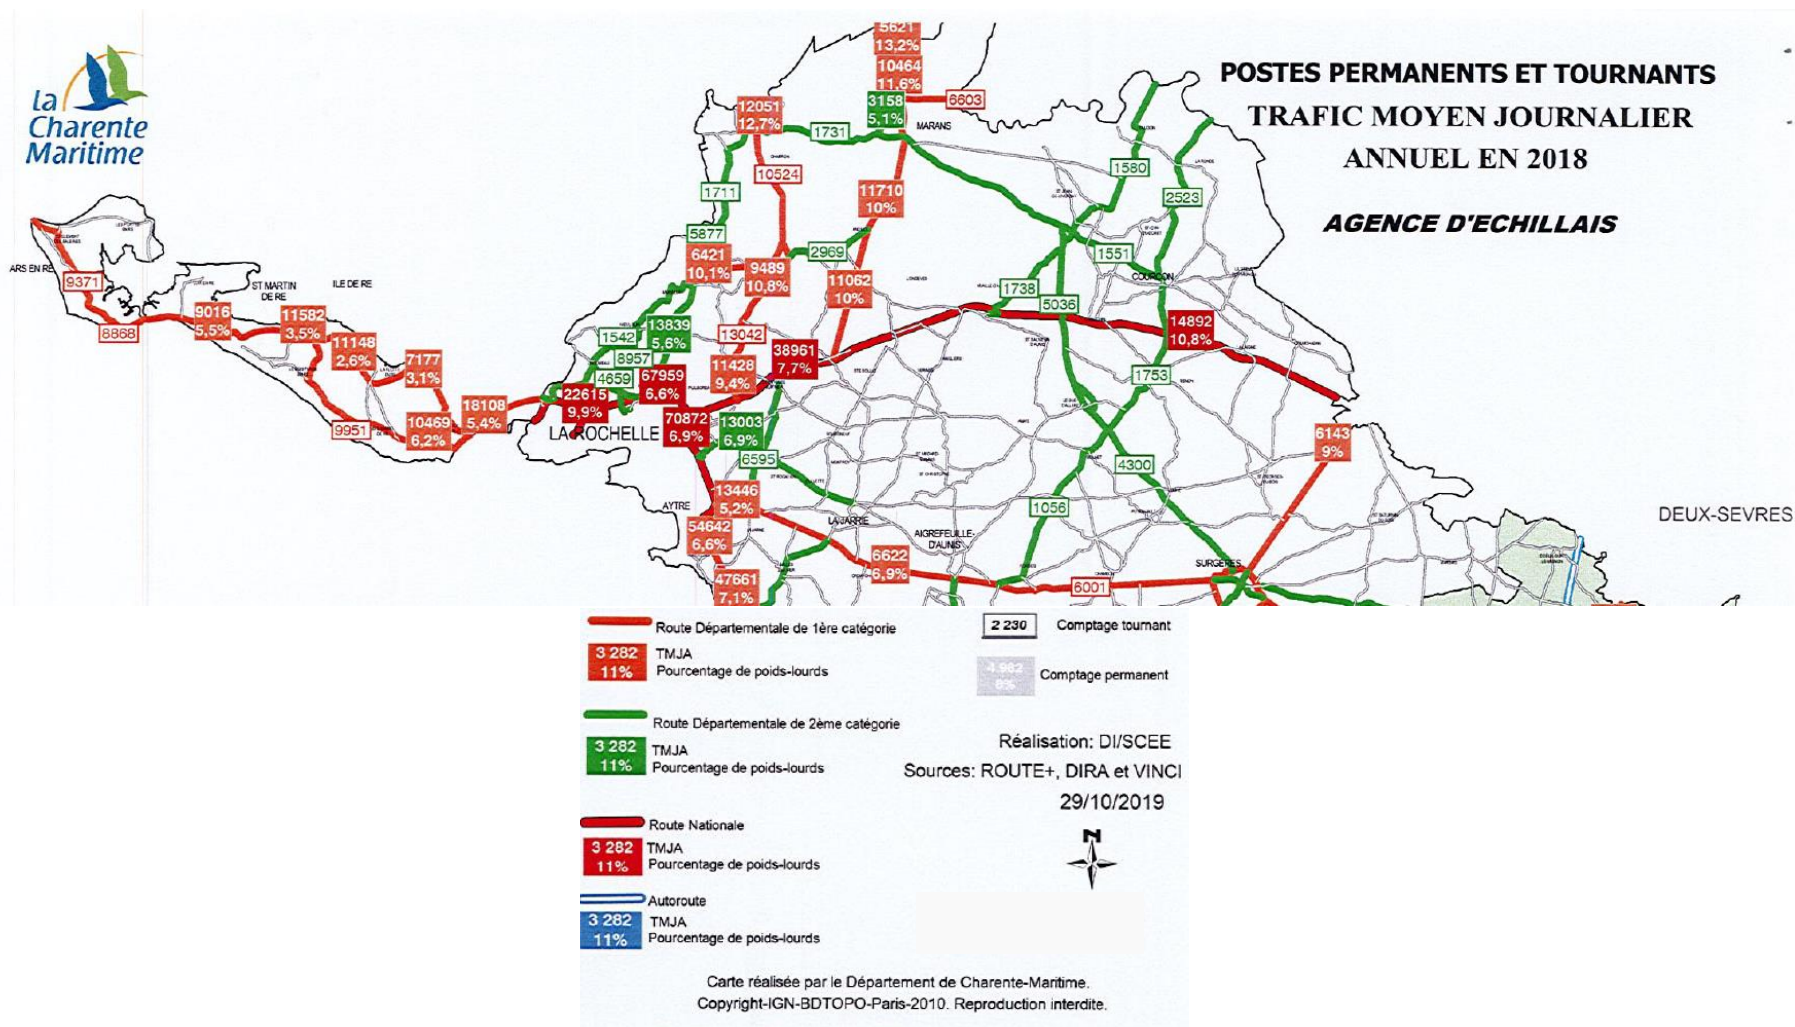 La
Charente
Maritime
POSTES PERMANENTS ET TOURNANTS
TRAFIC MOYEN JOURNALIER
ANNUEL EN 2018
AGENCE D'ECHILLAIS
5621
13,2%
10464
11,6%
3158
5,1%
6603
MARANS
12051
12,7%
1731
10524
1711
11710
10%
1580
2523
5877
6421
10,1%
2969
9489
10,8%
11062
10%
1551
COURCON
1738
5036
ARS EN RE
9371
8868
ST MARTIN
DE RE
ILE DE RE
9016
5,5%
11582
3,5%
11148
2,6%
7177
3,1%
9951
10469
6,2%
18108
5,4%
1542
13839
5,6%
13042
8957
4659
38961
7,7%
14892
10,8%
11428
9,4%
67959
6,6%
22615
9,9%
LA ROCHELLE
70872
6,9%
13003
6,9%
6595
1753
4300
1056
6143
9%
DEUX-SEVRES
13446
5,2%
AYTRE
54642
6,6%
LA JARRIE
AIGREFEUILLE-
D'AUNIS
6622
6,9%
SURGERES
47661
7,1%
6001
Route Départementale de 1ère catégorie
3 282
11%
TMJA
Pourcentage de poids-lourds
Route Départementale de 2ème catégorie
3 282
11%
TMJA
Pourcentage de poids-lourds
Route Nationale
3 282
11%
TMJA
Pourcentage de poids-lourds
Autoroute
3 282
11%
TMJA
Pourcentage de poids-lourds
2 230
Comptage tournant
4 982
8%
Comptage permanent
Réalisation: DI/SCEE
Sources: ROUTE+, DIRA et VINCI
29/10/2019
N
Carte réalisée par le Département de Charente-Maritime.
Copyright-IGN-BDTOPO-Paris-2010. Reproduction interdite.